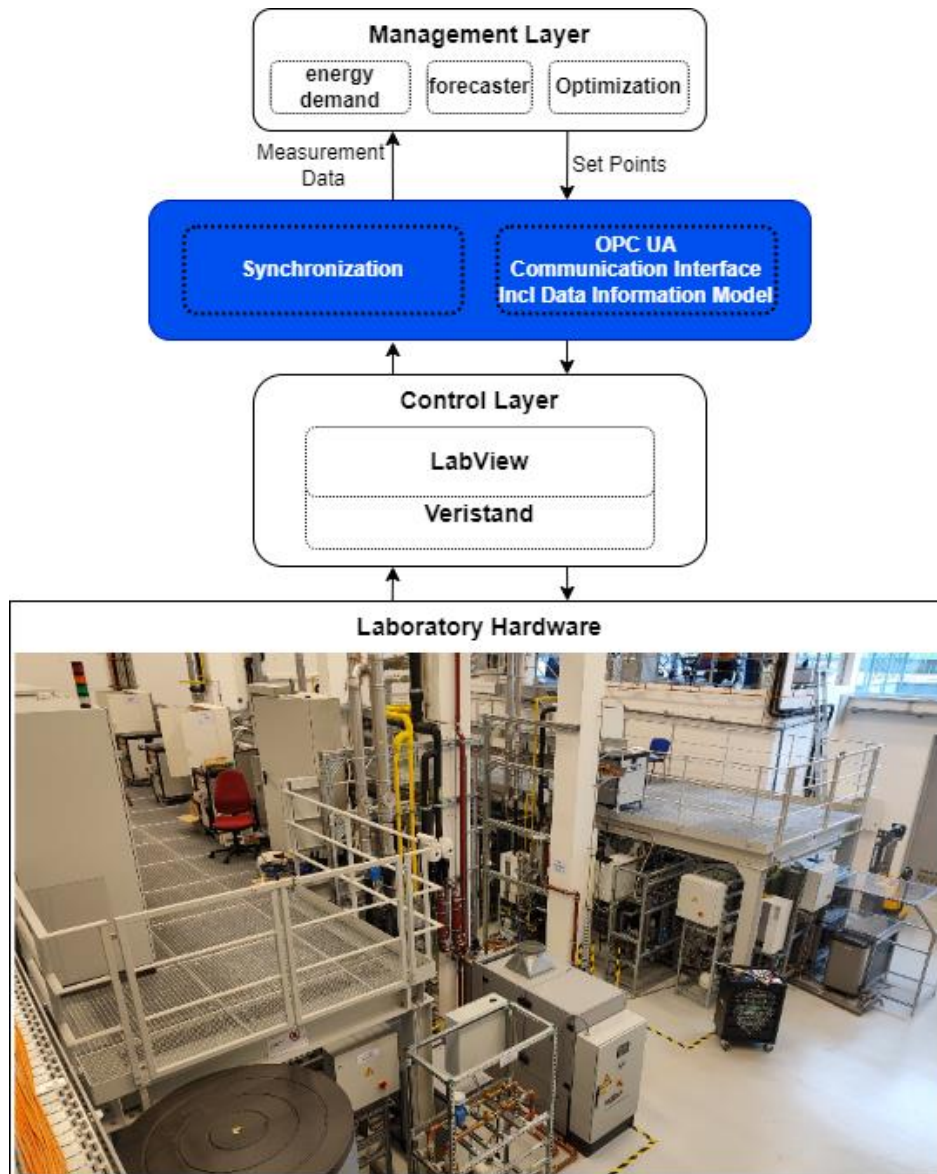 Management Layer
energy
demand
forecaster
Optimization
Measurement
Data
Set Points
Synchronization
OPC UA
Communication Interface
Incl Data Information Model
Control Layer
LabView
Veristand
Laboratory Hardware